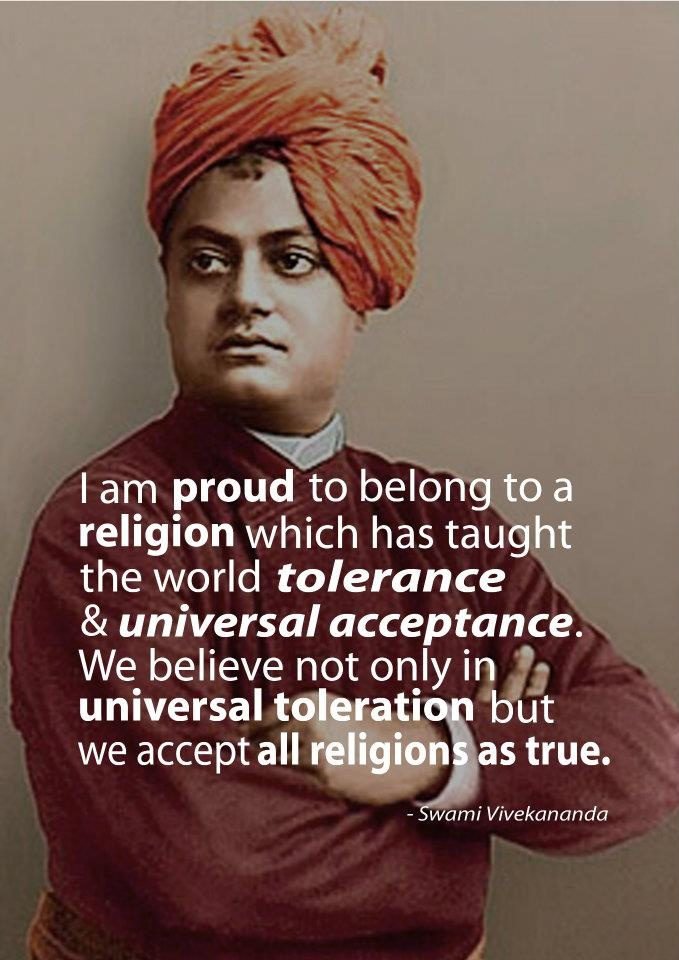 I am proud to belong to a
religion which has taught
the world tolerance
& universal acceptance.
We believe not only in
universal toleration but
we accept all religions as true.
- Swami Vivekananda